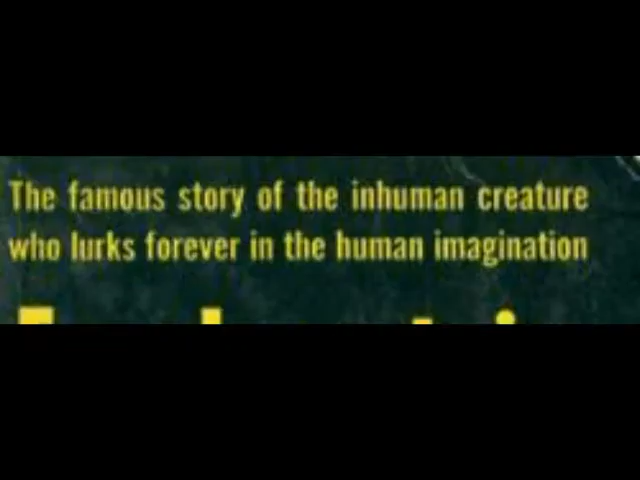 The famous story of the inhuman creature
who lurks forever in the human imagination